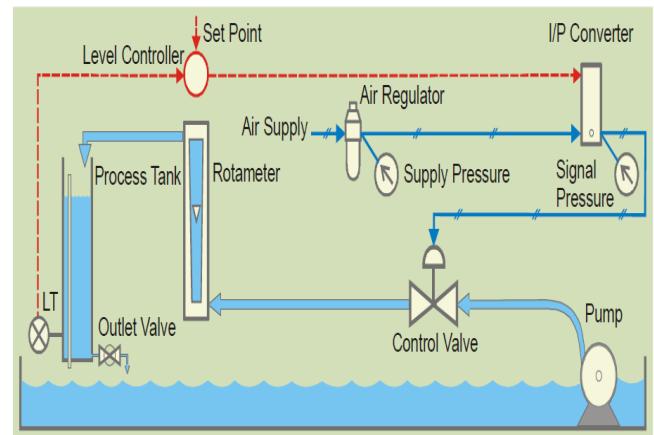 Set Point
I/P Converter
Level Controller
Air Regulator
Air Supply
Process Tank
Rotameter
Supply Pressure
Signal
Pressure
LT
Outlet Valve
Control Valve
Pump